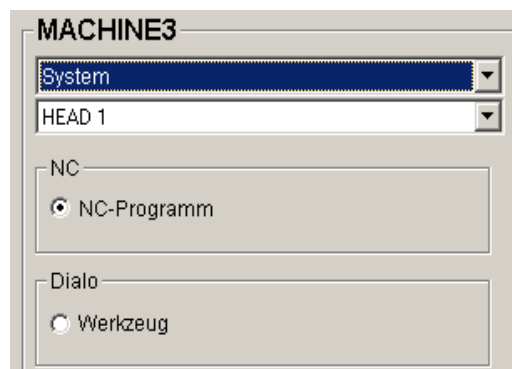 MACHINE3
System
HEAD 1
NC
NC-Programm
Dialo
Werkzeug